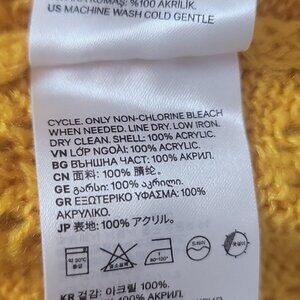 KUMAŞ: %100 AKRİLİK.
US MACHINE WASH COLD GENTLE
CYCLE. ONLY NON-CHLORINE BLEACH
WHEN NEEDED. LINE DRY. LOW IRON.
DRY CLEAN. SHELL: 100% ACRYLIC.
VN LỚP NGOÀI: 100% ACRYLIC.
BG ВЪНШНА ЧАСТ: 100% АКРИЛ.
CN 面料: 100% 腈纶.
GE გარსი: 100% აკრილი.
GR ΕΞΩΤΕΡΙΚΟ ΥΦΑΣΜΑ: 100%
ΑΚΡΥΛΙΚΟ.
JP 表地: 100% アクリル。
80-120°
KR 겉감: 100% 아크릴